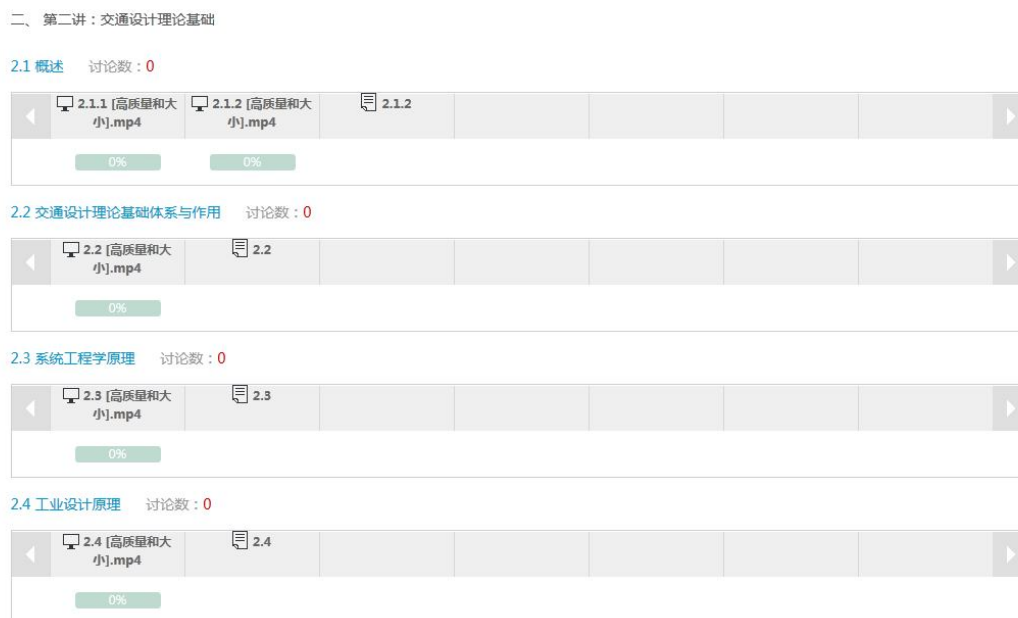 二、 第二讲：交通设计理论基础
2.1 概述 讨论数：0
2.1.1 [高质量和大 2.1.2 [高质量和大 2.1.2
小].mp4 小].mp4
0% 0%
2.2 交通设计理论基础体系与作用 讨论数：0
2.2 [高质量和大 2.2
小].mp4
0%
2.3 系统工程学原理 讨论数：0
2.3 [高质量和大 2.3
小].mp4
0%
2.4 工业设计原理 讨论数：0
2.4 [高质量和大 2.4
小].mp4
0%